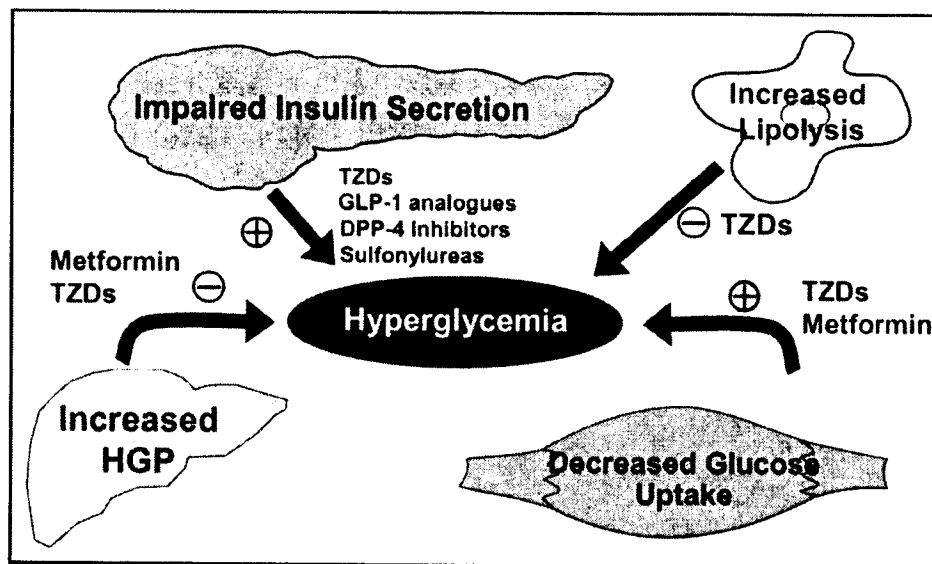 Impaired Insulin Secretion
Increased
Lipolysis
TZDs
GLP-1 analogues
DPP-4 Inhibitors
Sulfonylureas
+
− TZDs
Metformin
TZDs
−
Hyperglycemia
+
TZDs
Metformin
Increased
HGP
Decreased Glucose
Uptake